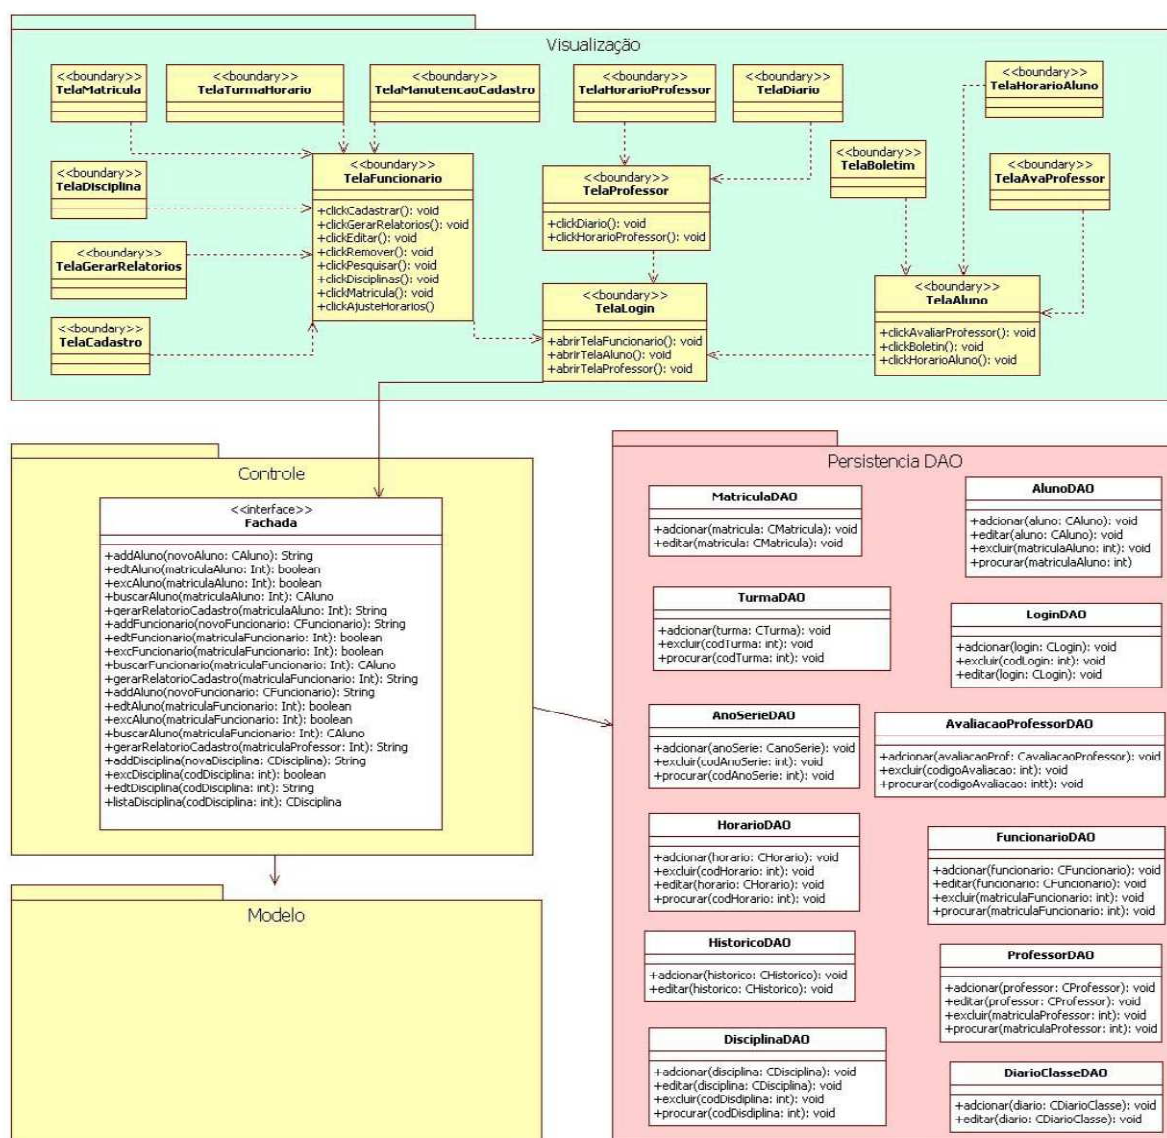 Visualização
<<boundary>>
TelaMatricula
<<boundary>>
TelaTurmaHorario
<<boundary>>
TelaManutencaoCadastro
<<boundary>>
TelaHorarioProfessor
<<boundary>>
TelaDiario
<<boundary>>
TelaHorarioAluno
<<boundary>>
TelaDisciplina
<<boundary>>
TelaFuncionario
+clickCadastrar(): void
+clickGerarRelatorios(): void
+clickEditar(): void
+clickRemover(): void
+clickPesquisar(): void
+clickDisciplinas(): void
+clickMatricula(): void
+clickAjusteHorarios()
<<boundary>>
TelaProfessor
+clickDiario(): void
+clickHorarioProfessor(): void
<<boundary>>
TelaBoletim
<<boundary>>
TelaAvaProfessor
<<boundary>>
TelaGerarRelatorios
<<boundary>>
TelaCadastro
<<boundary>>
TelaLogin
+abrirTelaFuncionario(): void
+abrirTelaAluno(): void
+abrirTelaProfessor(): void
<<boundary>>
TelaAluno
+clickAvaliarProfessor(): void
+clickBoletin(): void
+clickHorarioAluno(): void
Controle
<<interface>>
Fachada
+addAluno(novoAluno: CAluno): String
+edtAluno(matriculaAluno: Int): boolean
+excAluno(matriculaAluno: Int): boolean
+buscarAluno(matriculaAluno: Int): CAluno
+gerarRelatorioCadastro(matriculaAluno: Int): String
+addFuncionario(novoFuncionario: CFuncionario): String
+edtFuncionario(matriculaFuncionario: Int): boolean
+excFuncionario(matriculaFuncionario: Int): boolean
+buscarFuncionario(matriculaFuncionario: Int): CAluno
+gerarRelatorioCadastro(matriculaFuncionario: Int): String
+addAluno(novoFuncionario: CFuncionario): String
+edtAluno(matriculaFuncionario: Int): boolean
+excAluno(matriculaFuncionario: Int): boolean
+buscarAluno(matriculaFuncionario: Int): CAluno
+gerarRelatorioCadastro(matriculaProfessor: Int): String
+addDisciplina(novaDisciplina: CDisciplina): String
+excDisciplina(codDisciplina: int): boolean
+edtDisciplina(codDisciplina: int): String
+listaDisciplina(codDisciplina: int): CDisciplina
Modelo
Persistencia DAO
MatriculaDAO
+adcionar(matricula: CMatricula): void
+editar(matricula: CMatricula): void
AlunoDAO
+adcionar(aluno: CAluno): void
+editar(aluno: CAluno): void
+excluir(matriculaAluno: int): void
+procurar(matriculaAluno: int)
TurmaDAO
+adcionar(turma: CTurma): void
+excluir(codTurma: int): void
+procurar(codTurma: int): void
LoginDAO
+adcionar(login: CLogin): void
+excluir(codLogin: int): void
+editar(login: CLogin): void
AnoSerieDAO
+adcionar(anoSerie: CanoSerie): void
+excluir(codAnoSerie: int): void
+procurar(codAnoSerie: int): void
AvaliacaoProfessorDAO
+adcionar(avaliacaoProf: CavaliacaoProfessor): void
+excluir(codigoAvaliacao: int): void
+procurar(codigoAvaliacao: intt): void
HorarioDAO
+adcionar(horario: CHorario): void
+excluir(codHorario: int): void
+editar(horario: CHorario): void
+procurar(codHorario: int): void
FuncionarioDAO
+adcionar(funcionario: CFuncionario): void
+editar(funcionario: CFuncionario): void
+excluir(matriculaFuncionario: int): void
+procurar(matriculaFuncionario: int): void
HistoricoDAO
+adcionar(historico: CHistorico): void
+editar(historico: CHistorico): void
ProfessorDAO
+adcionar(professor: CProfessor): void
+editar(professor: CProfessor): void
+excluir(matriculaProfessor: int): void
+procurar(matriculaProfessor: int): void
DisciplinaDAO
+adcionar(disciplina: CDisciplina): void
+editar(disciplina: CDisciplina): void
+excluir(codDisdiplina: int): void
+procurar(codDisdiplina: int): void
DiarioClasseDAO
+adcionar(diario: CDiarioClasse): void
+editar(diario: CDiarioClasse): void